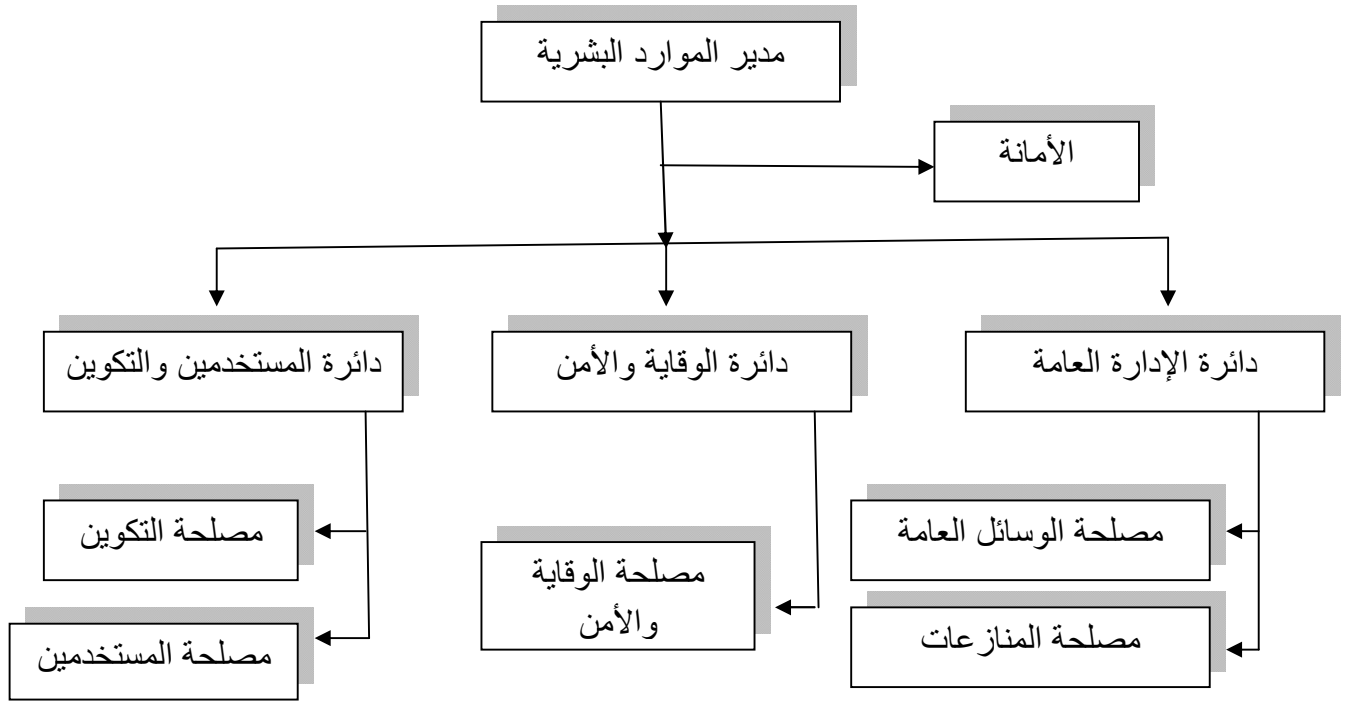 مدير الموارد البشرية
الأمانة
دائرة الإدارة العامة
دائرة الوقاية والأمن
دائرة المستخدمين والتكوين
مصلحة الوسائل العامة
مصلحة المنازعات
مصلحة الوقاية
والأمن
مصلحة التكوين
مصلحة المستخدمين